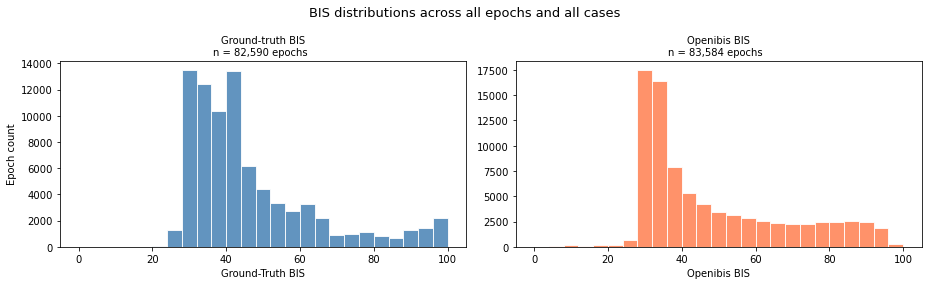 BIS distributions across all epochs and all cases
Ground-truth BIS
n = 82,590 epochs
14000
12000
10000
8000
6000
4000
2000
0
Epoch count
0 20 40 60 80 100
Ground-Truth BIS
Openibis BIS
n = 83,584 epochs
17500
15000
12500
10000
7500
5000
2500
0
0 20 40 60 80 100
Openibis BIS